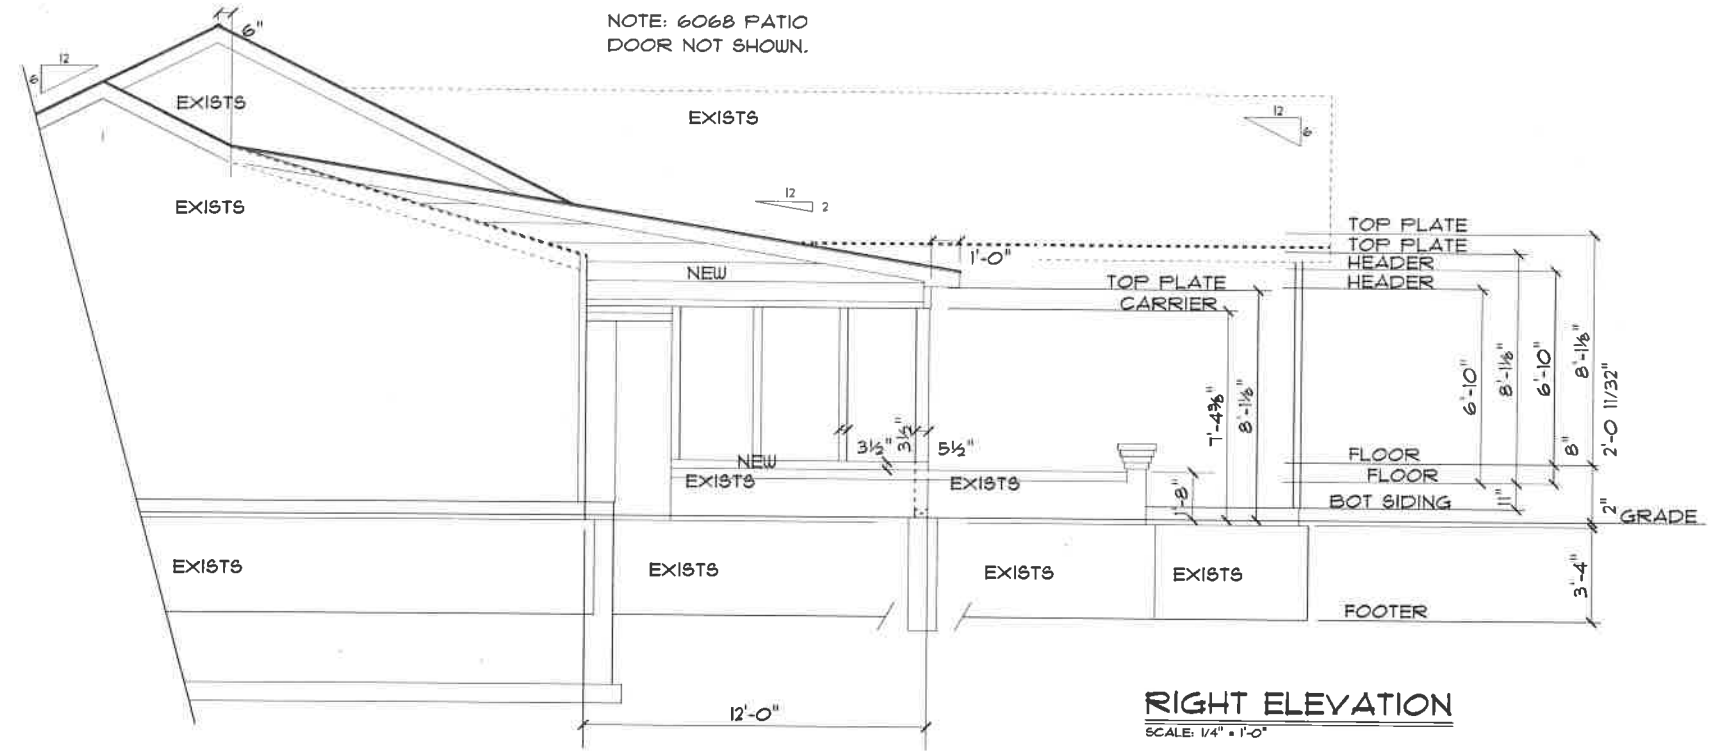 NOTE: 6068 PATIO
DOOR NOT SHOWN.
6"
12
6
EXISTS
EXISTS
12
6
EXISTS
12
2
TOP PLATE
TOP PLATE
HEADER
HEADER
1'-0"
NEW
TOP PLATE
CARRIER
6'-10"
8'-1⅛"
6'-10"
8'-1⅛"
2'-0 11/32"
7'-4⅜"
8'-1⅛"
3½"
3½"
5½"
NEW
EXISTS
EXISTS
FLOOR
FLOOR
8"
BOT SIDING
11"
2"
GRADE
1'-8"
EXISTS
EXISTS
EXISTS
EXISTS
3'-4"
FOOTER
12'-0"
RIGHT ELEVATION
SCALE: 1/4" = 1'-0"